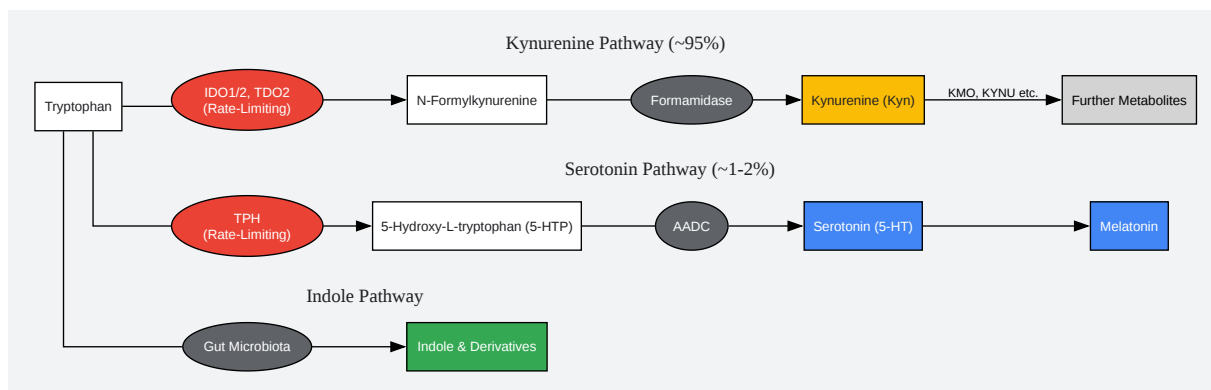 Kynurenine Pathway (~95%)
Tryptophan
IDO1/2, TDO2
(Rate-Limiting)
N-Formylkynurenine
Formamidase
Kynurenine (Kyn)
KMO, KYNU etc.
Further Metabolites
Serotonin Pathway (~1-2%)
TPH
(Rate-Limiting)
5-Hydroxy-L-tryptophan (5-HTP)
AADC
Serotonin (5-HT)
Melatonin
Indole Pathway
Gut Microbiota
Indole & Derivatives